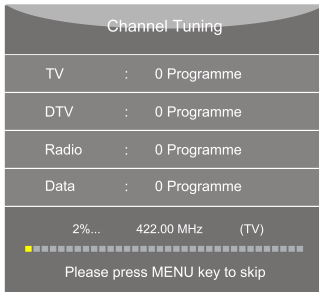 Channel Tuning
TV : 0 Programme
DTV : 0 Programme
Radio : 0 Programme
Data : 0 Programme
2%... 422.00 MHz (TV)
Please press MENU key to skip